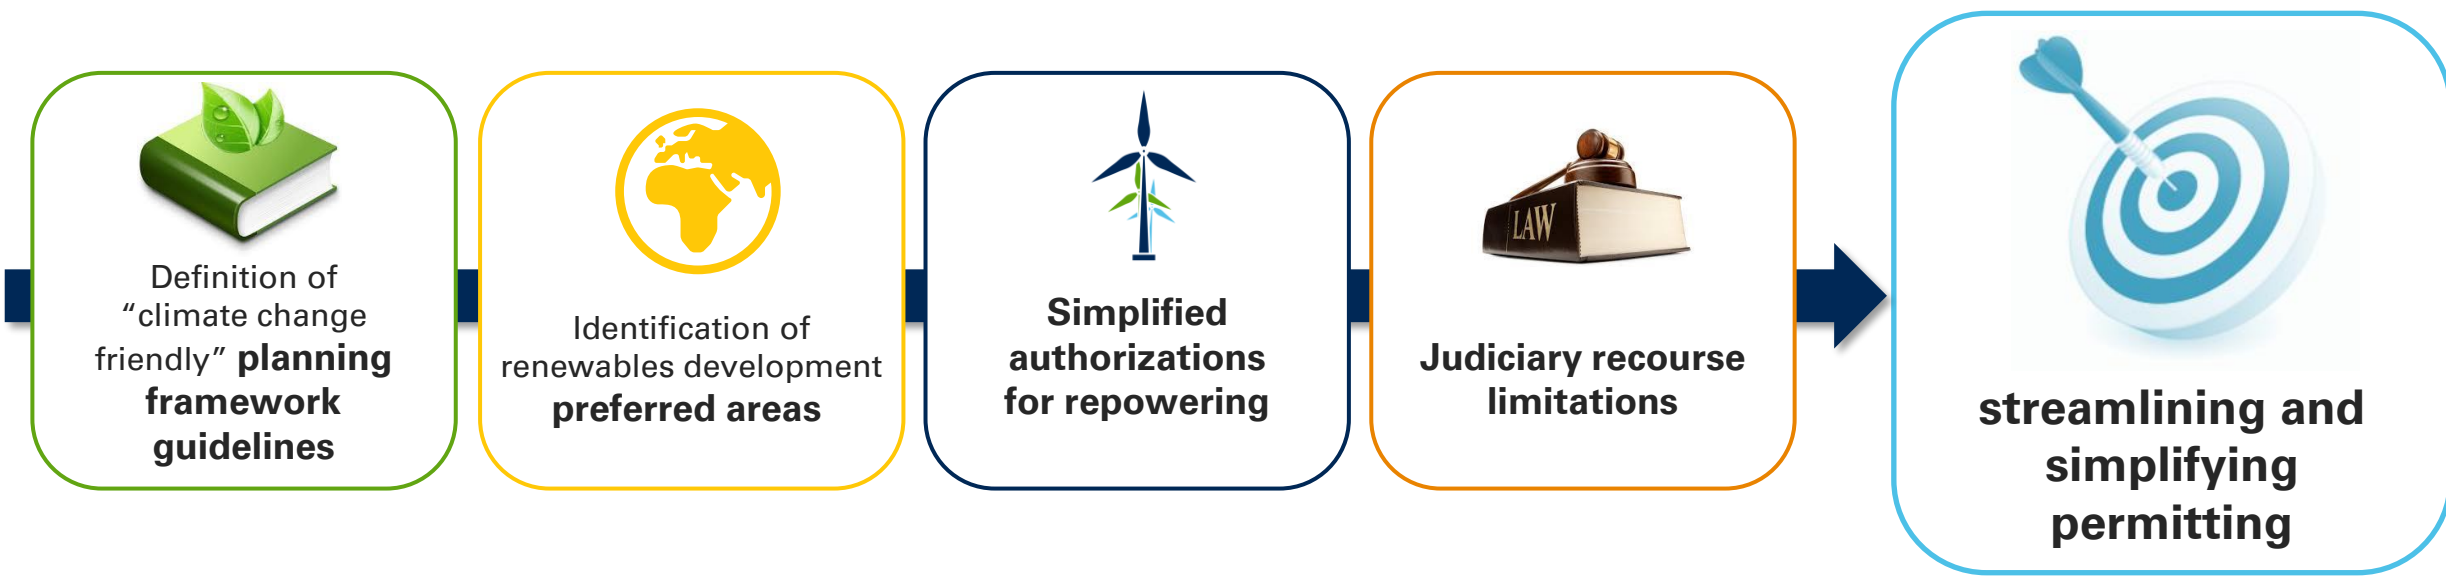 Definition of
“climate change
friendly” planning
framework
guidelines
Identification of
renewables development
preferred areas
Simplified
authorizations
for repowering
LAW
Judiciary recourse
limitations
streamlining and
simplifying
permitting